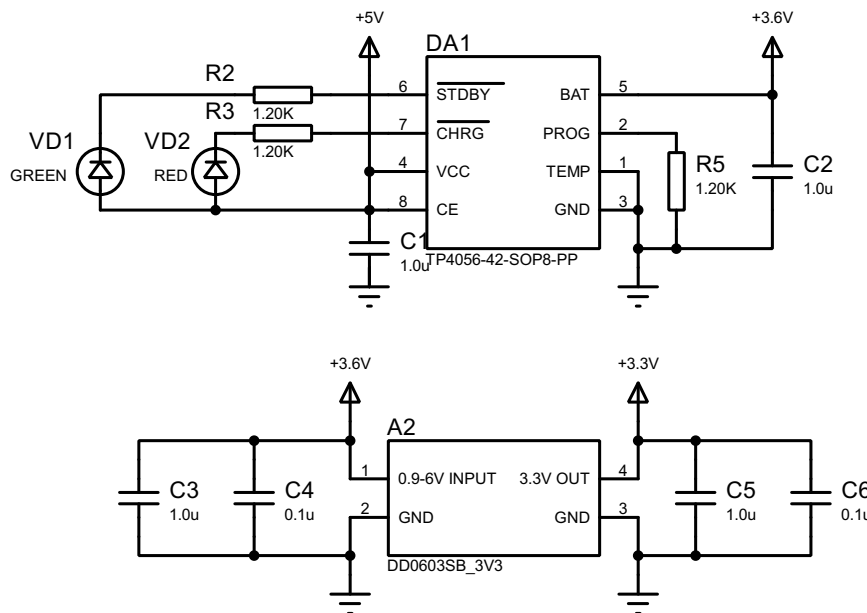 +5V
+3.6V
DA1
R2
6
STDBY
BAT
5
R3
1.20K
7
CHRG
PROG
2
VD1
VD2
1.20K
GREEN
RED
4
VCC
TEMP
1
R5
1.20K
C2
1.0u
8
CE
GND
3
C1
1.0u
TP4056-42-SOP8-PP
+3.6V
+3.3V
A2
1
0.9-6V INPUT
3.3V OUT
4
C3
1.0u
C4
0.1u
2
GND
GND
3
C5
1.0u
C6
0.1u
DD0603SB_3V3